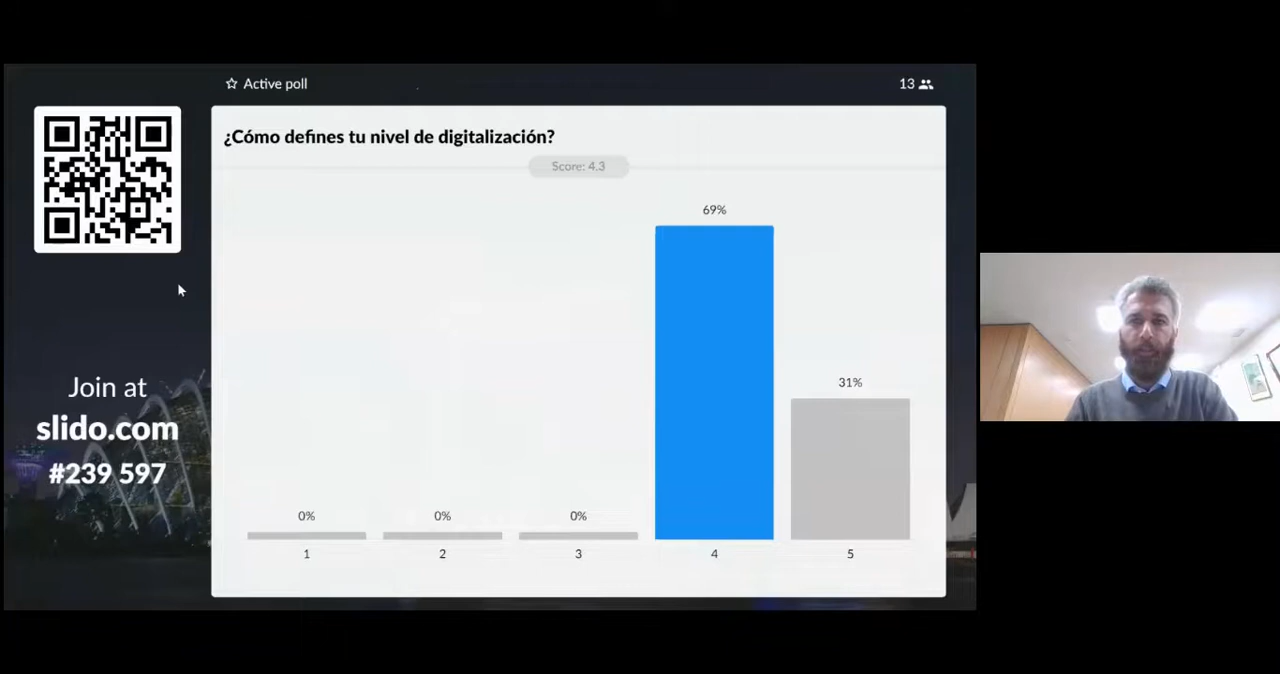 Active poll
13
¿Cómo defines tu nivel de digitalización?
Score: 4.3
69%
31%
0%
0%
0%
1
2
3
4
5
Join at
slido.com
#239 597